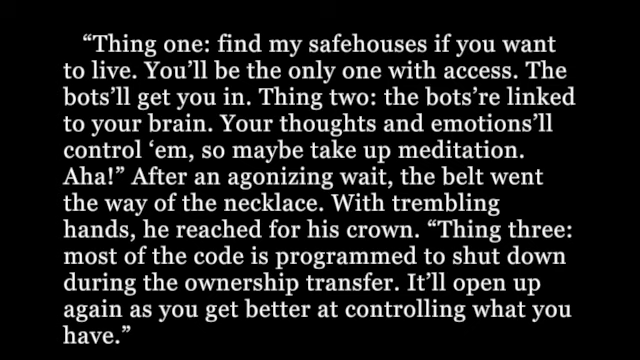 “Thing one: find my safehouses if you want
to live. You’ll be the only one with access. The
bots’ll get you in. Thing two: the bots’re linked
to your brain. Your thoughts and emotions’ll
control ‘em, so maybe take up meditation.
Aha!” After an agonizing wait, the belt went
the way of the necklace. With trembling
hands, he reached for his crown. “Thing three:
most of the code is programmed to shut down
during the ownership transfer. It’ll open up
again as you get better at controlling what you
have.”